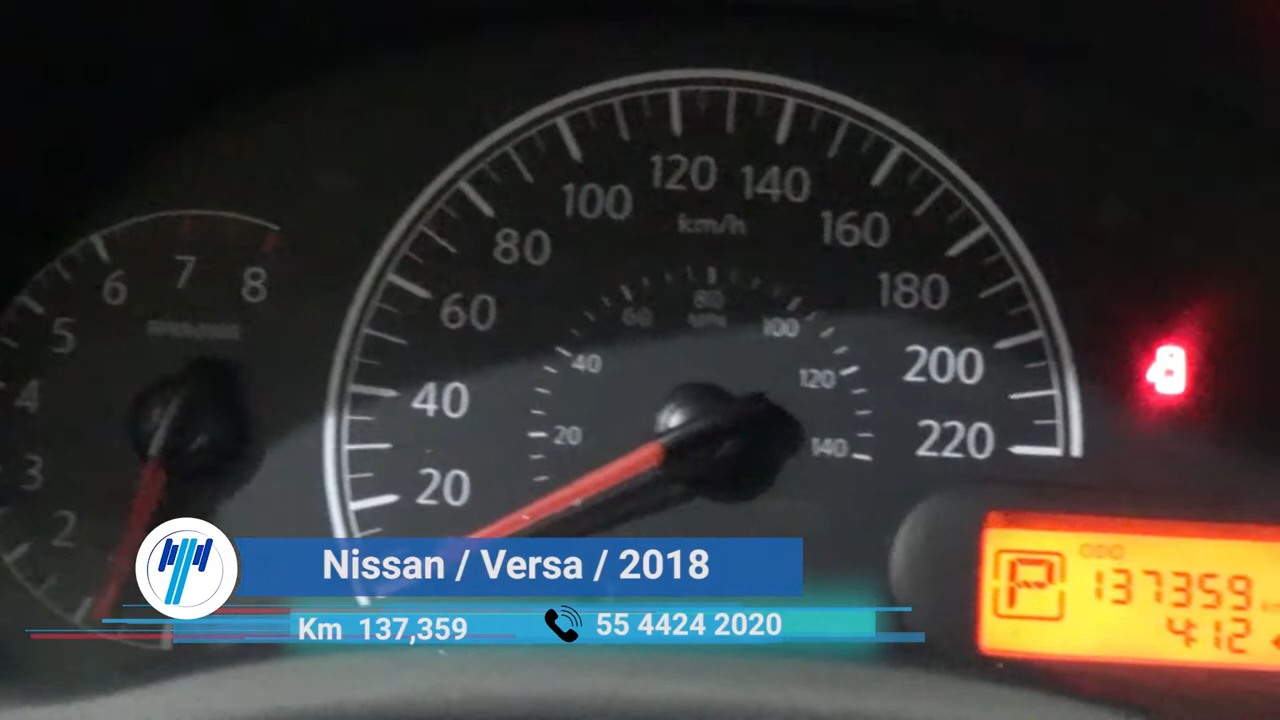 6 7 8
5
4
3
2
120 140
100 160
km/h
80 180
60 200
40 220
20
80
60 100
40 120
20 140
P
ODO
137359
412
Nissan / Versa / 2018
Km 137,359 55 4424 2020